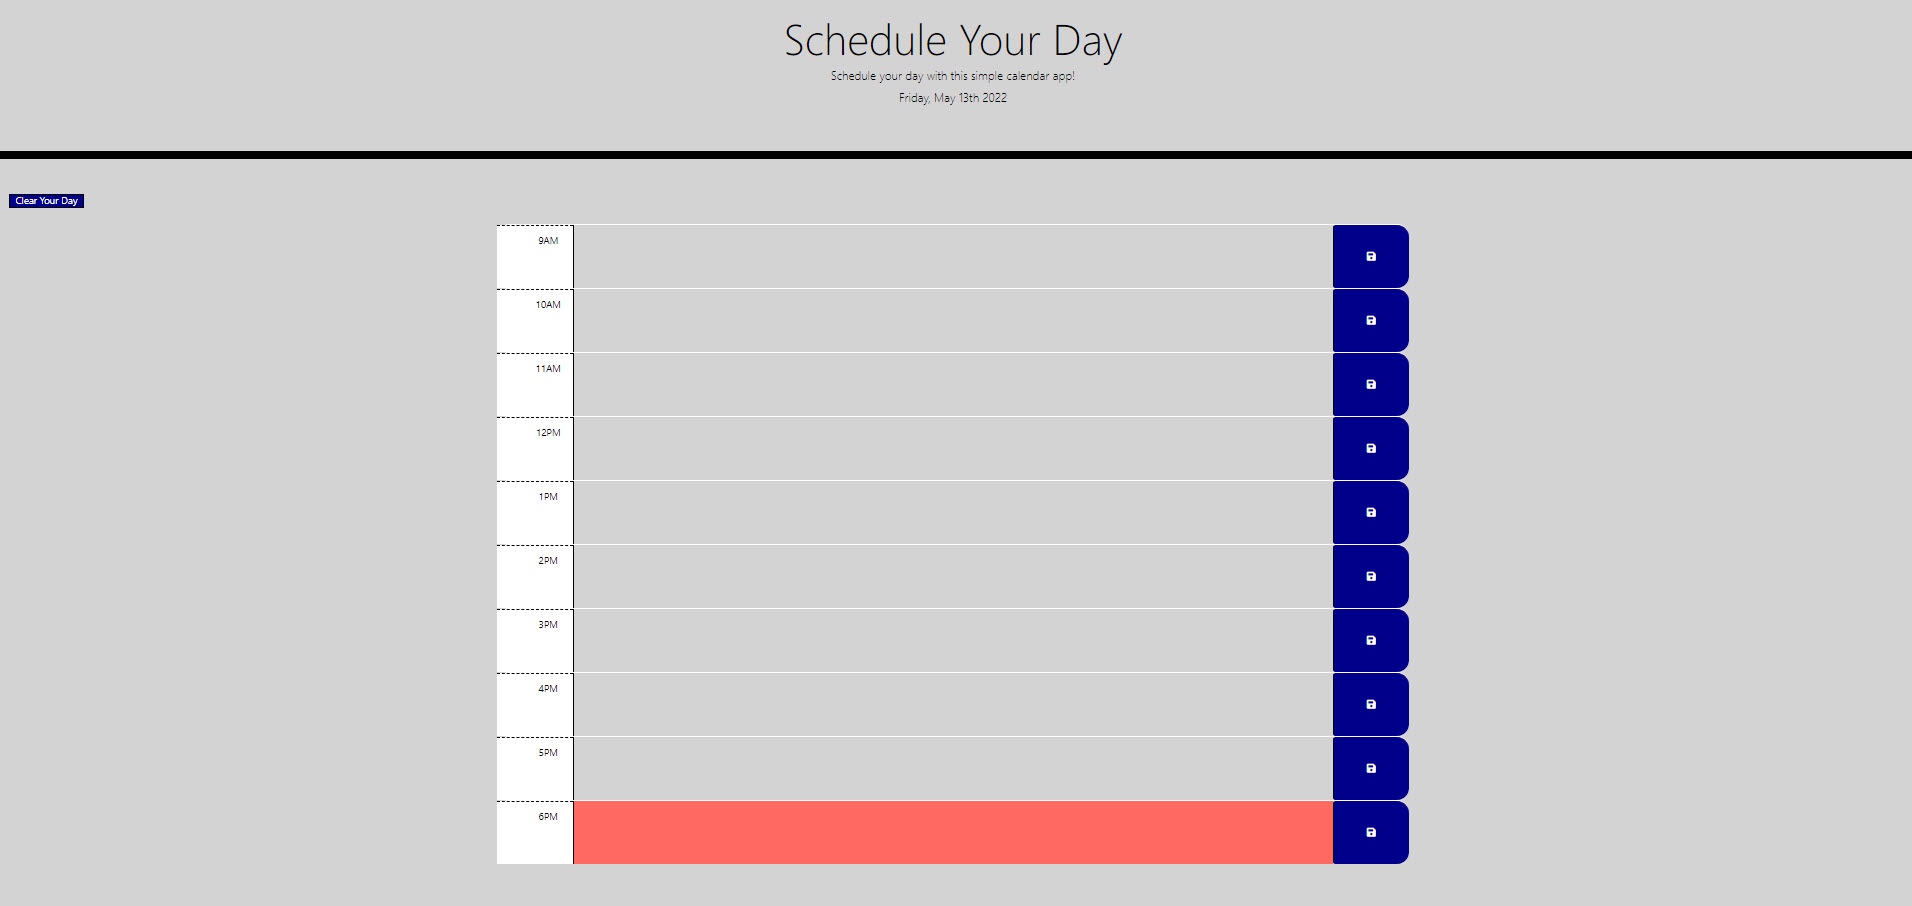 Schedule Your Day
Schedule your day with this simple calendar app!
Friday, May 13th 2022
Clear Your Day
9AM
10AM
11AM
12PM
1PM
2PM
3PM
4PM
5PM
6PM